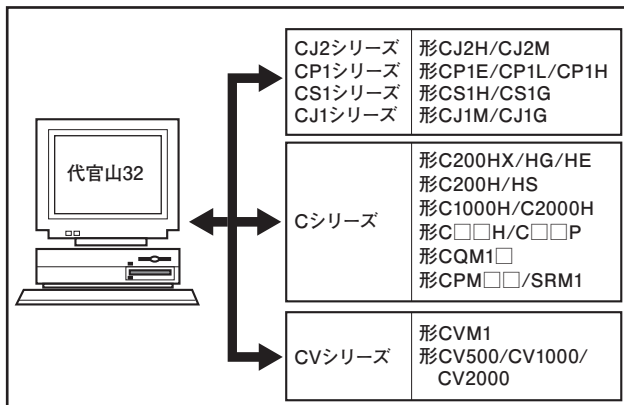 代官山32
CJ2シリーズ 形CJ2H/CJ2M
CP1シリーズ 形CP1E/CP1L/CP1H
CS1シリーズ 形CS1H/CS1G
CJ1シリーズ 形CJ1M/CJ1G
Cシリーズ
形C200HX/HG/HE
形C200H/HS
形C1000H/C2000H
形C□□H/C□□P
形CQM1□
形CPM□□/SRM1
CVシリーズ
形CVM1
形CV500/CV1000/
CV2000